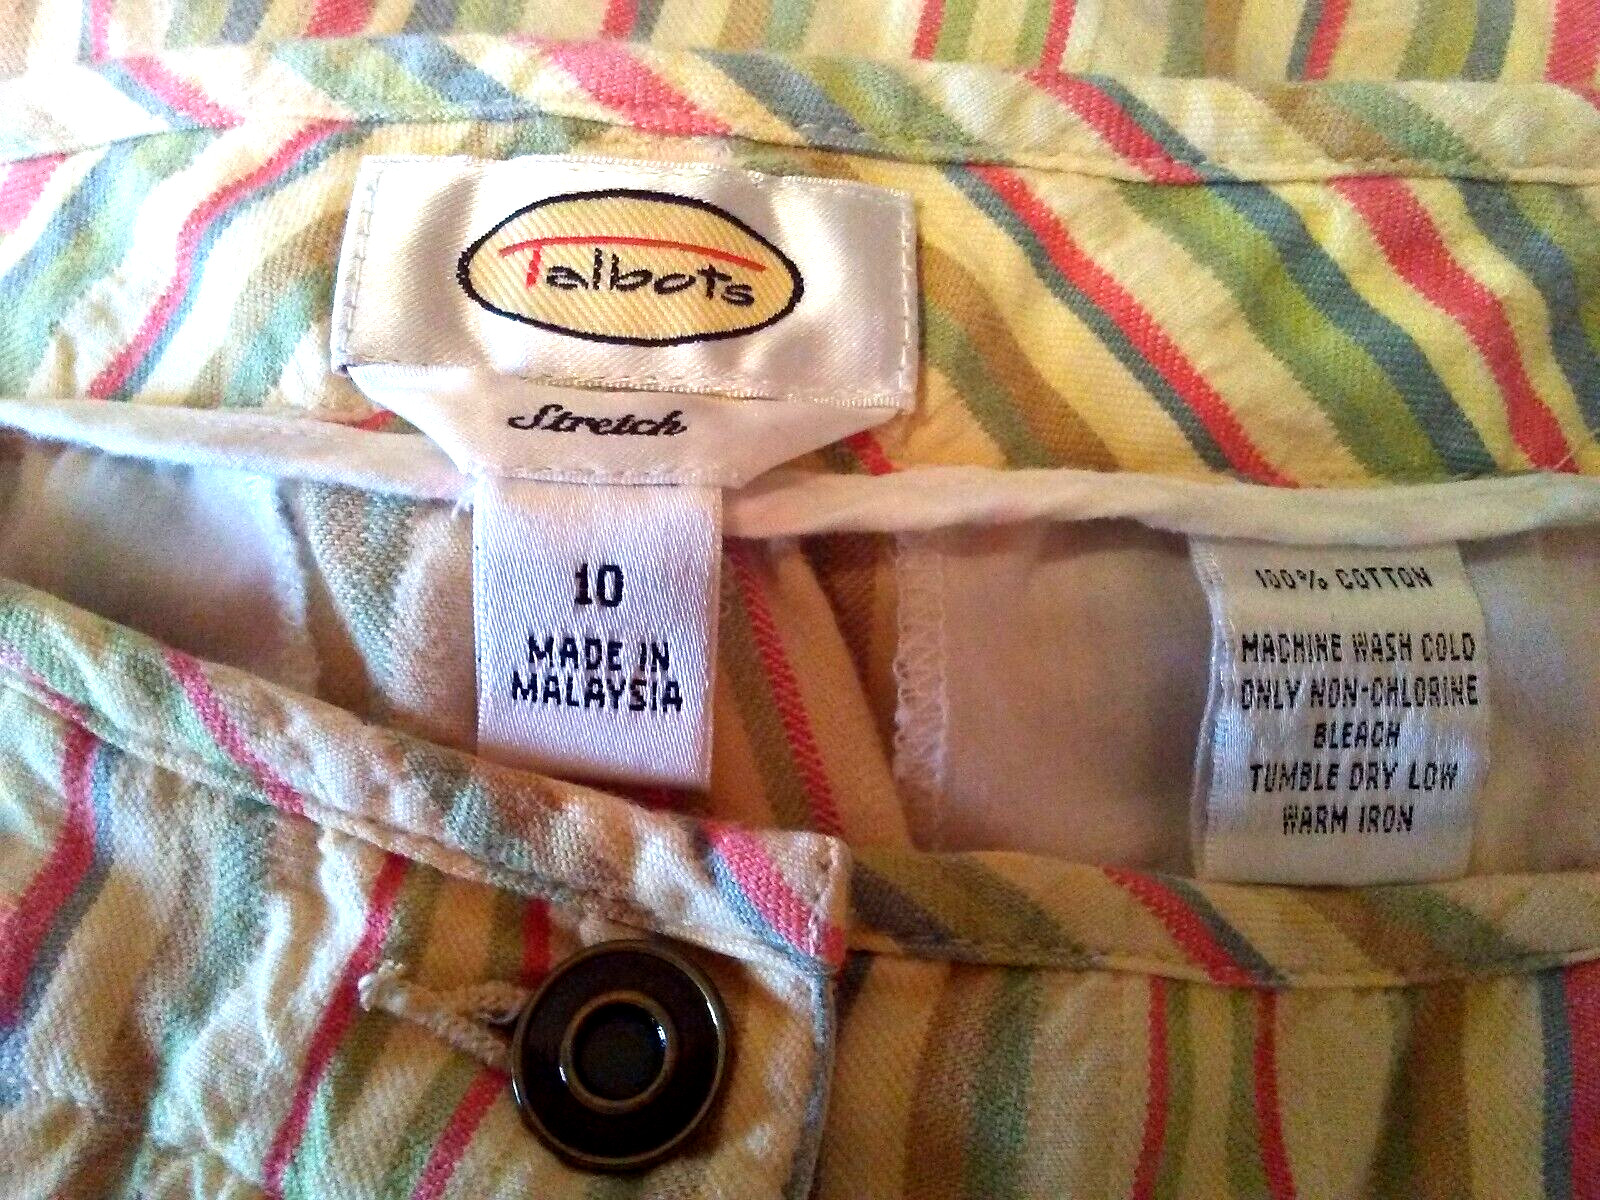 Talbots
Stretch
10
MADE IN
MALAYSIA
100% COTTON
MACHINE WASH COLD
ONLY NON-CHLORINE
BLEACH
TUMBLE DRY LOW
WARM IRON